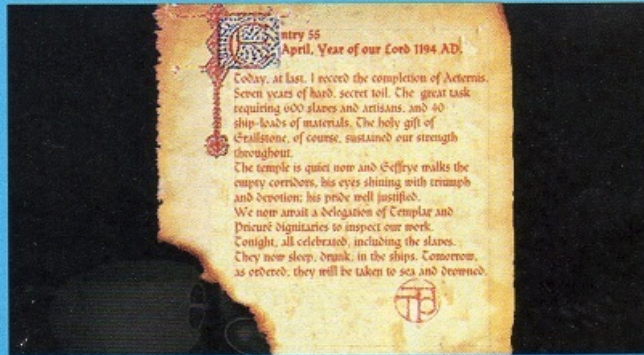 Entry 55
April, Year of our Lord 1194 AD.
Today, at last, I record the completion of Aeternis.
Seven years of hard, secret toil. The great task
requiring 600 slaves and artisans, and 40
ship-loads of materials. The holy gift of
Grailstone, of course, sustained our strength
throughout.
The temple is quiet now and Geffrye walks the
empty corridors, his eyes shining with triumph
and devotion; his pride well justified.
We now await a delegation of Templar and
Prieuré dignitaries to inspect our work.
Tonight, all celebrated, including the slaves.
They now sleep, drunk, in the ships. Tomorrow,
as ordered; they will be taken to sea and drowned.